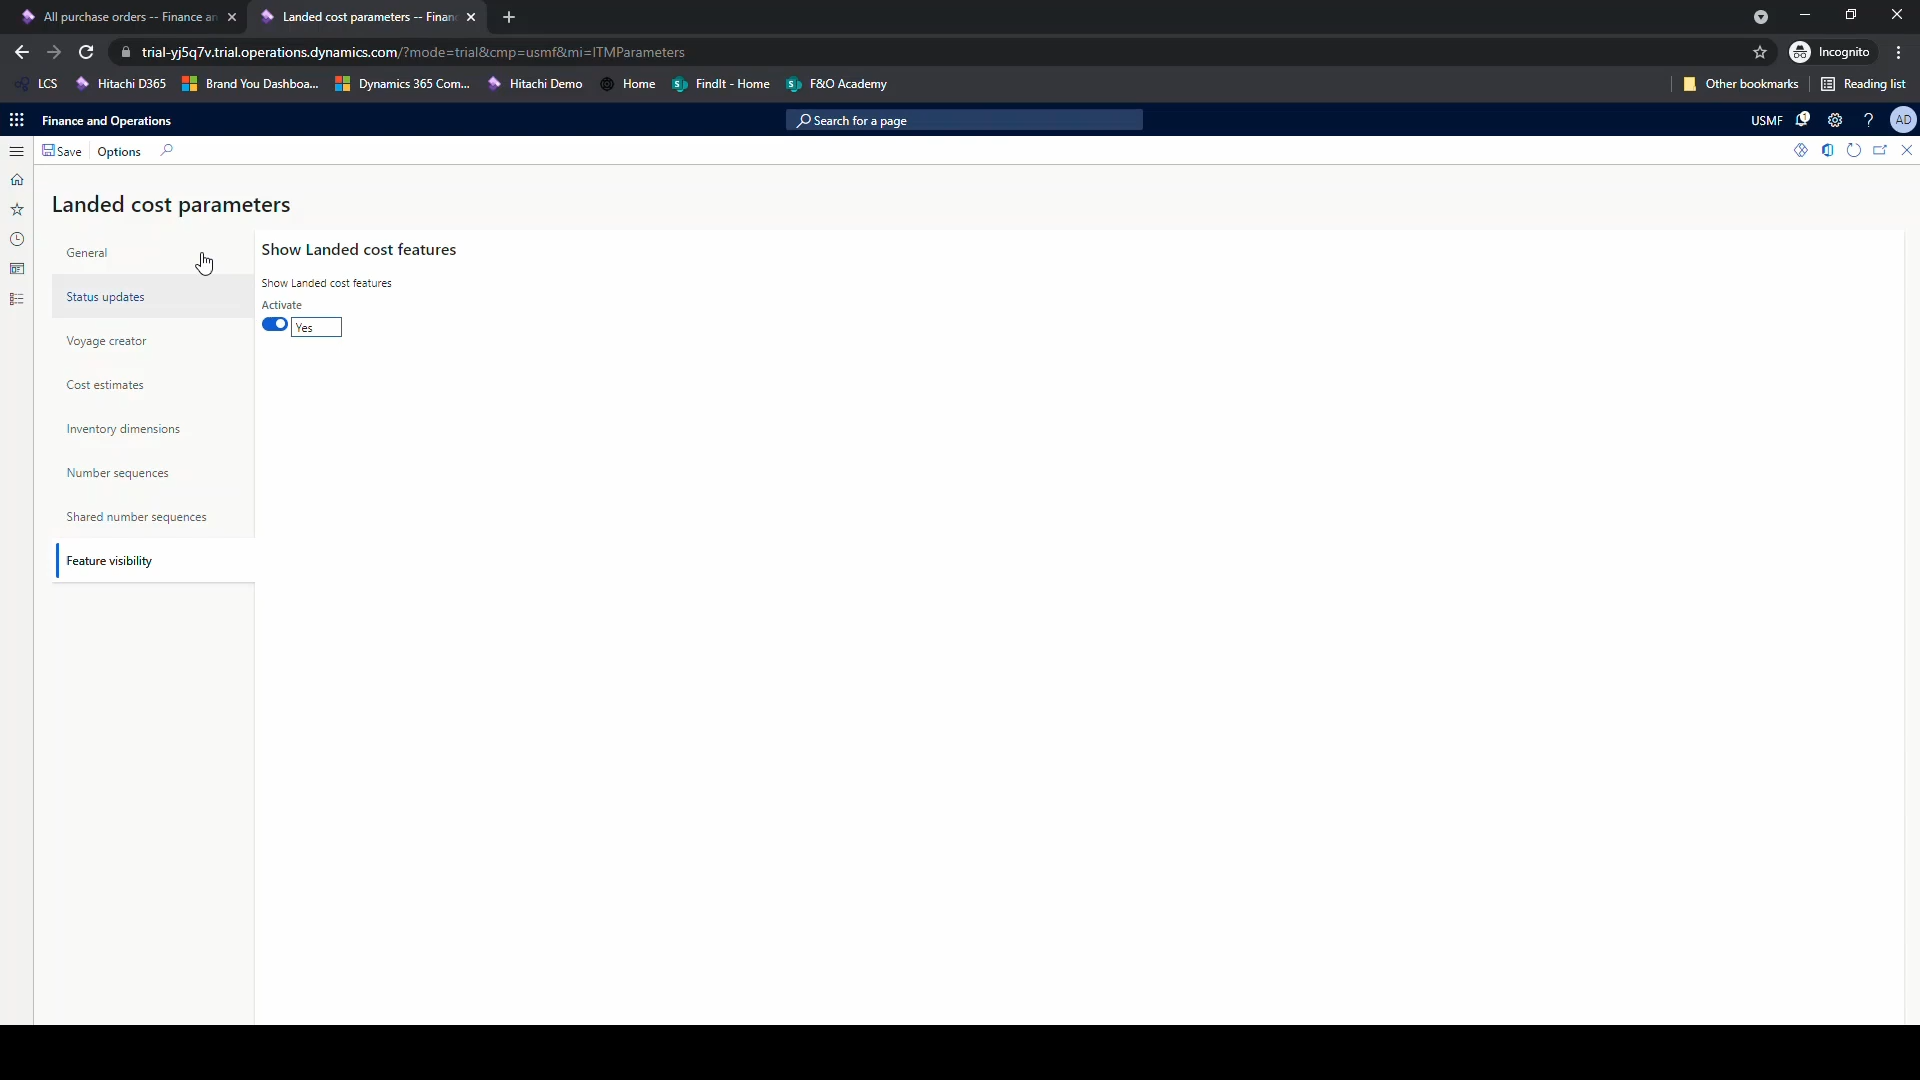 All purchase orders -- Finance an
Landed cost parameters -- Financ
trial-yj5q7v.trial.operations.dynamics.com/?mode=trial&cmp=usmf&mi=ITMParameters
Incognito
LCS
Hitachi D365
Brand You Dashboa...
Dynamics 365 Com...
Hitachi Demo
Home
FindIt - Home
F&O Academy
Other bookmarks
Reading list
Finance and Operations
Search for a page
USMF
1
?
AD
Save
Options
Landed cost parameters
General
Status updates
Voyage creator
Cost estimates
Inventory dimensions
Number sequences
Shared number sequences
Feature visibility
Show Landed cost features
Show Landed cost features
Activate
Yes